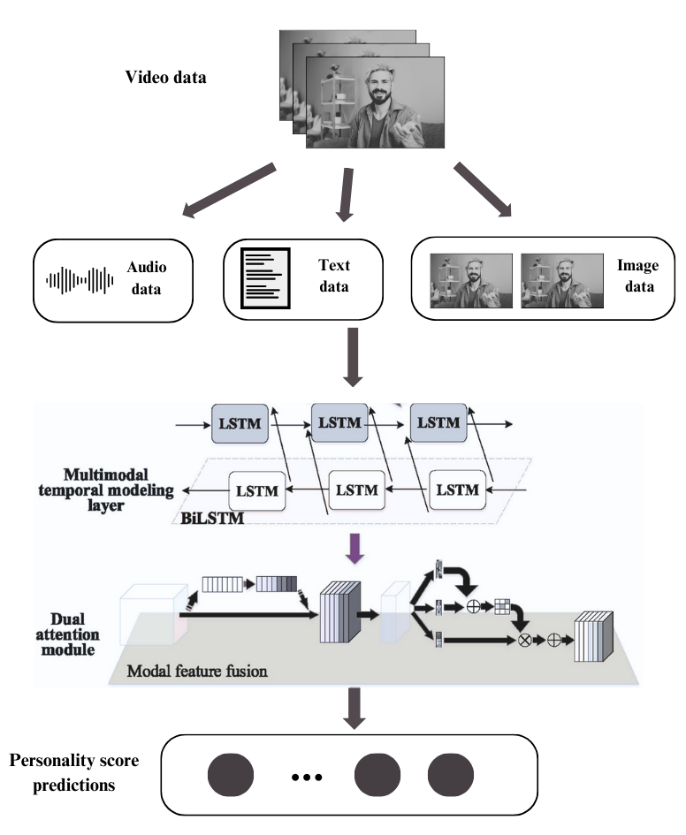 Video data
Audio
data
Text
data
Image
data
LSTM
LSTM
LSTM
Multimodal
temporal modeling
layer
LSTM
LSTM
LSTM
BiLSTM
Dual
attention
module
Modal feature fusion
Personality score
predictions